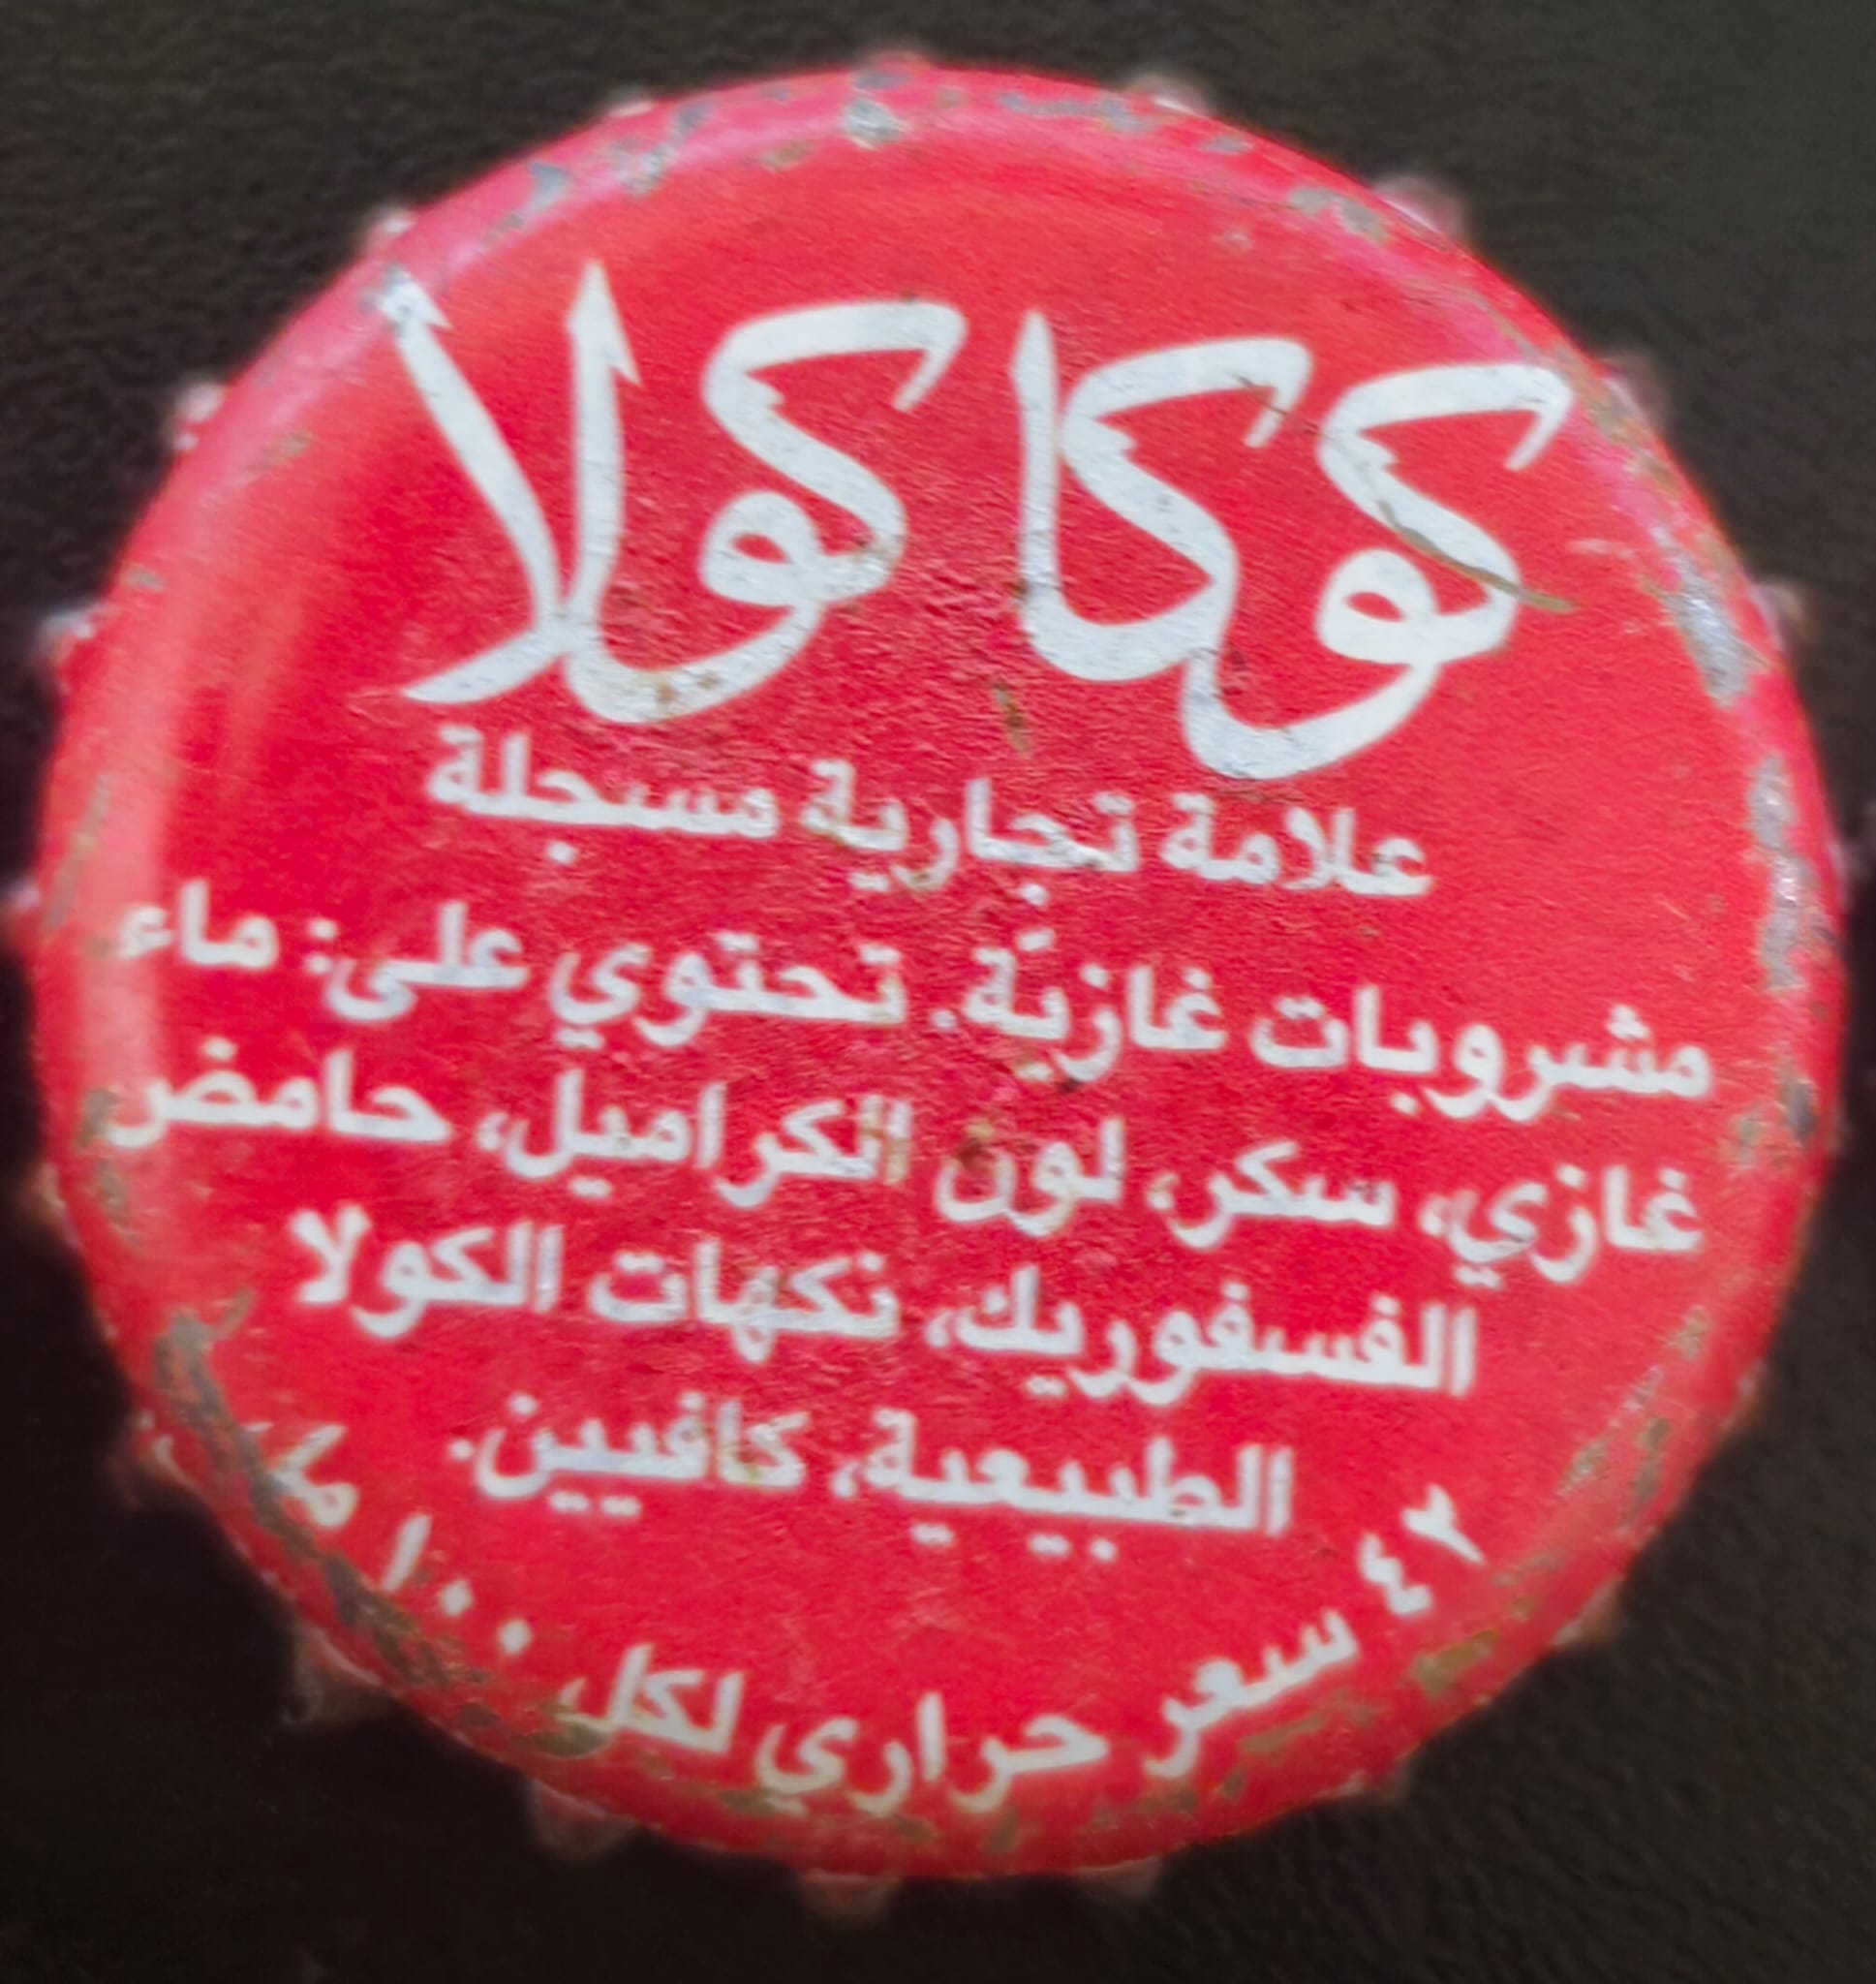 كوكا كولا
علامة تجارية مسجلة
مشروبات غازيَة. تحتوي على: ماء
غازي، سكر، لون الكراميل، حامض
الفسفوريك، نكهات الكولا
الطبيعية، كافيين.
٤٢ سعر حراري لكل ١٠٠